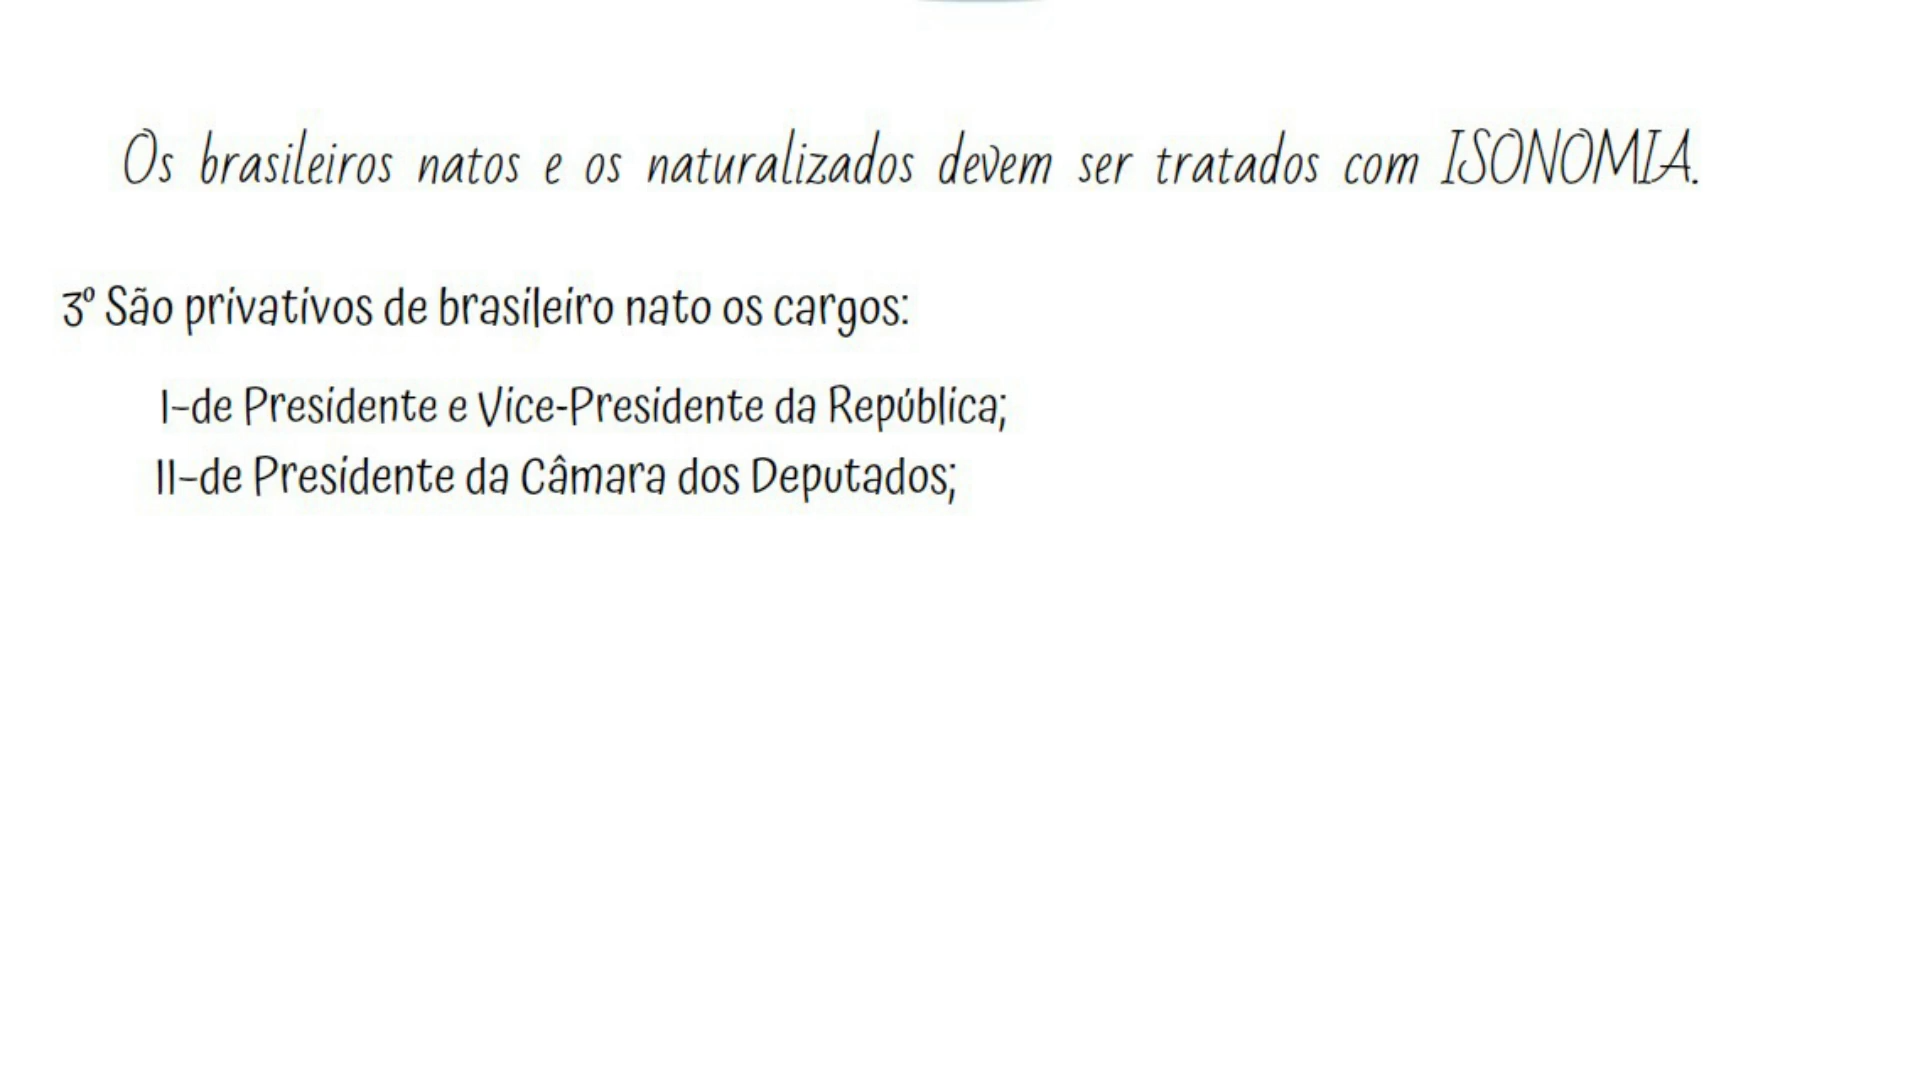 Os brasileiros natos e os naturalizados devem ser tratados com ISONOMIA.
3º São privativos de brasileiro nato os cargos:
I-de Presidente e Vice-Presidente da República;
II-de Presidente da Câmara dos Deputados;